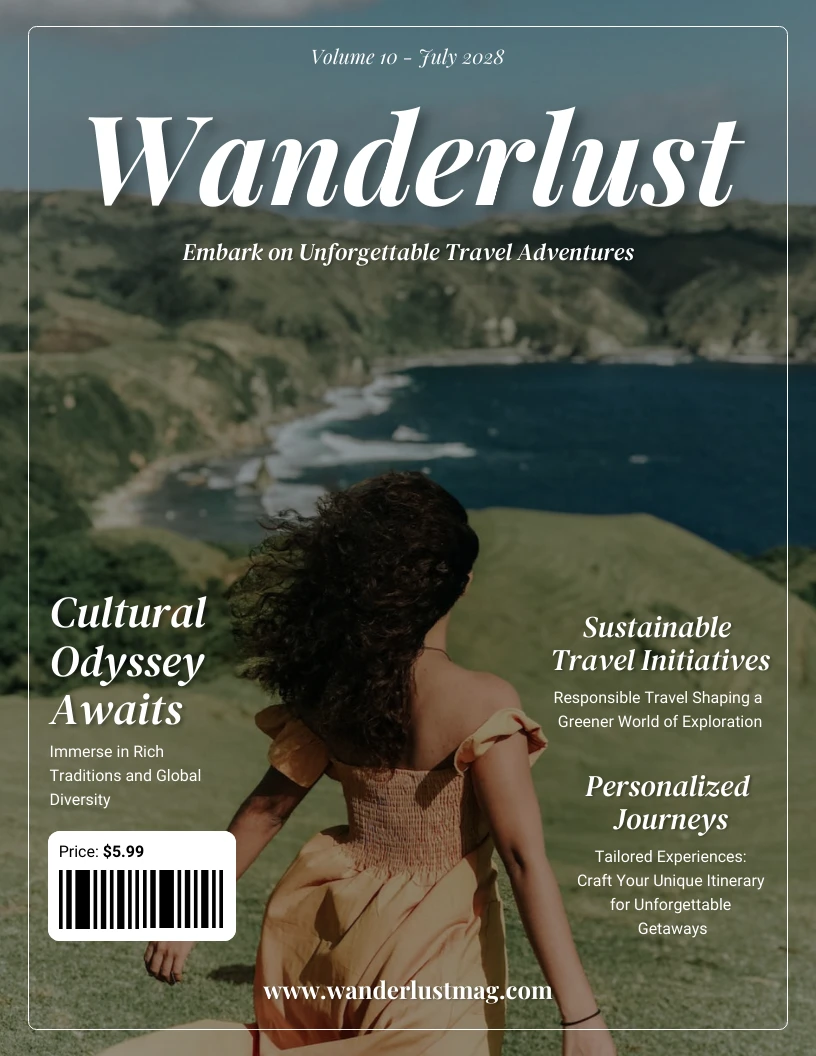 Volume 10 - July 2028
Wanderlust
Embark on Unforgettable Travel Adventures
Cultural
Odyssey
Awaits
Immerse in Rich
Traditions and Global
Diversity
Price: $5.99
Sustainable
Travel Initiatives
Responsible Travel Shaping a
Greener World of Exploration
Personalized
Journeys
Tailored Experiences:
Craft Your Unique Itinerary
for Unforgettable
Getaways
www.wanderlustmag.com